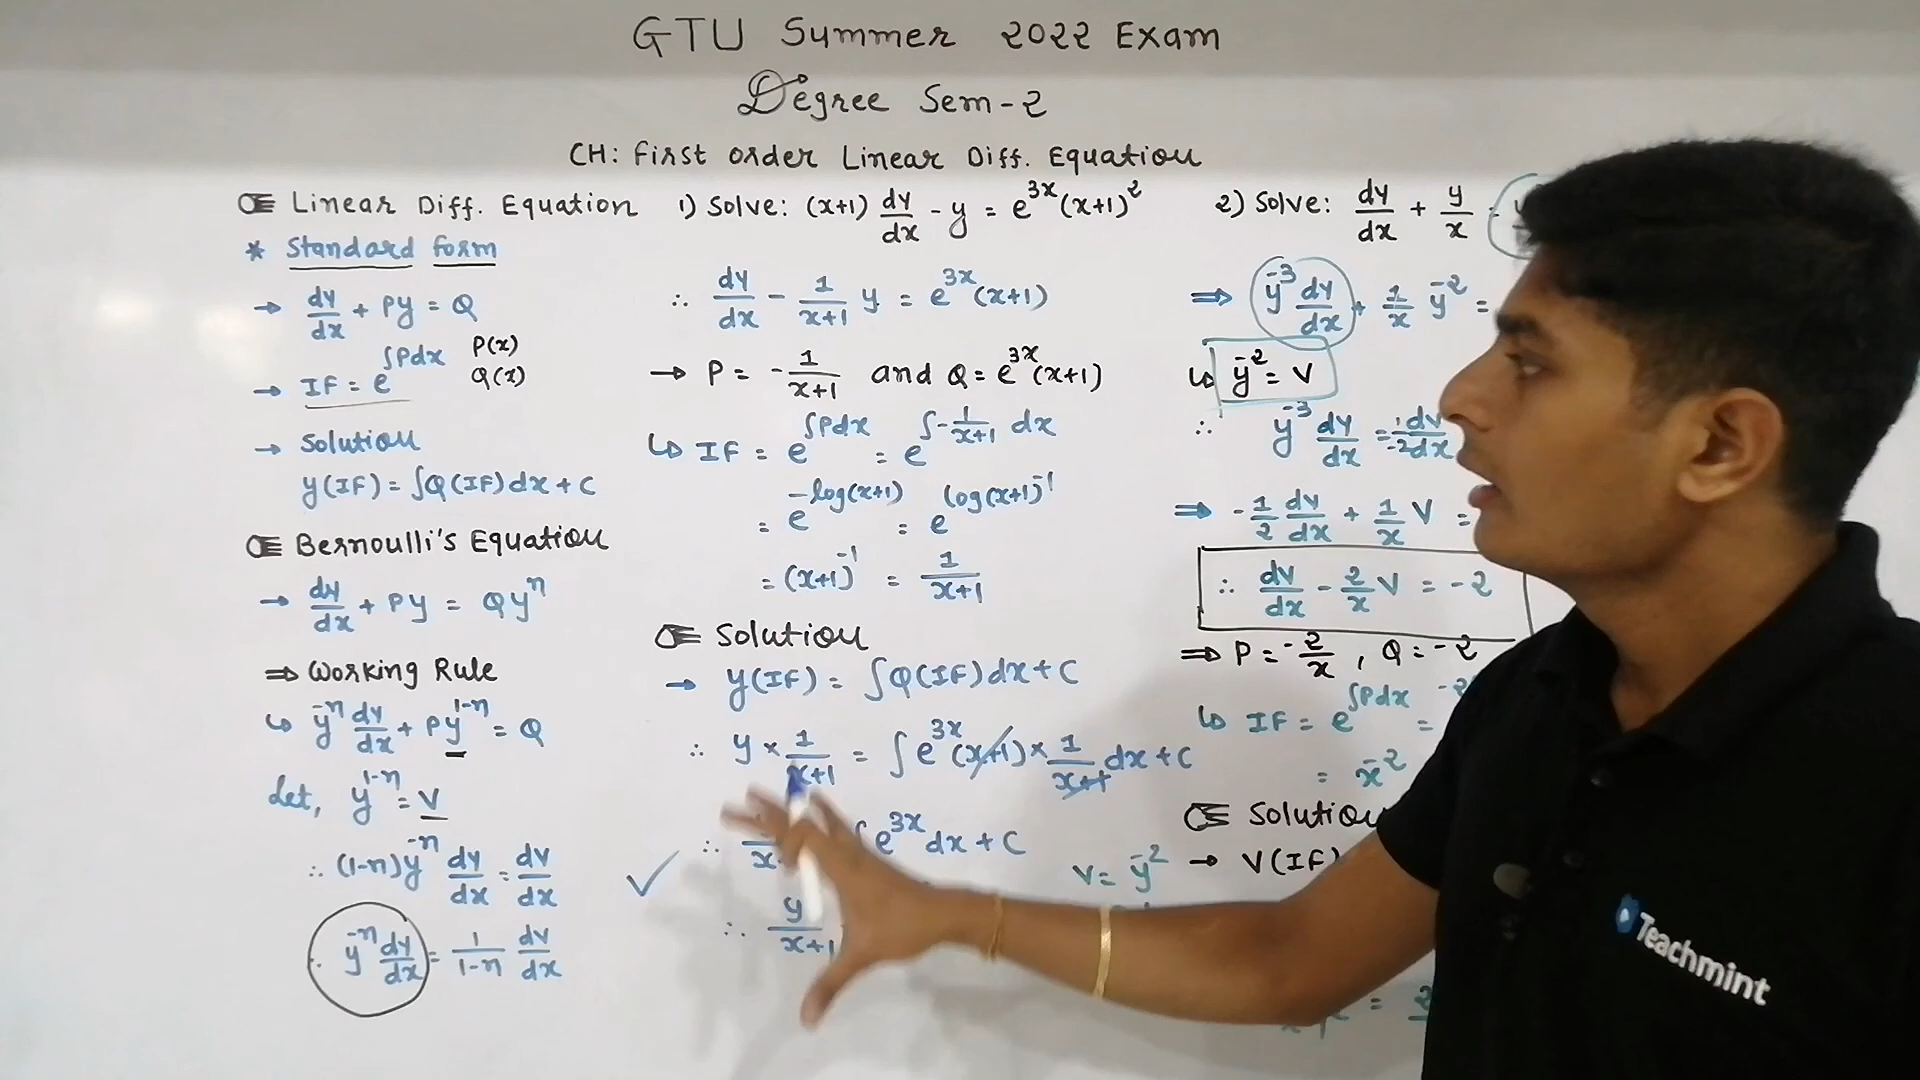 GTU Summer 2022 Exam
Degree Sem-2
CH: First Order Linear Diff. Equation
Linear Diff. Equation
* Standard form
→ dy/dx + Py = Q
→ IF = e^∫Pdx P(x) Q(x)
→ Solution
y(IF) = ∫Q(IF)dx + C
Bernoulli's Equation
→ dy/dx + Py = Qy^n
⇒ Working Rule
↳ y^-n dy/dx + Py^1-n = Q
Let, y^1-n = v
∴ (1-n)y^-n dy/dx = dv/dx
∴ y^-n dy/dx = 1/1-n dv/dx
1) Solve: (x+1) dy/dx - y = e^3x (x+1)^2
∴ dy/dx - 1/x+1 y = e^3x (x+1)
→ P = - 1/x+1 and Q = e^3x (x+1)
↳ IF = e^∫Pdx = e^∫-1/x+1 dx
= e^-log(x+1) = e^log(x+1)^-1
= (x+1)^-1 = 1/x+1
Solution
→ y(IF) = ∫Q(IF)dx + C
∴ y × 1/x+1 = ∫e^3x (x+1) × 1/x+1 dx + C
∴ e^3x dx + C
✓
∴ y/x+1
2) Solve: dy/dx + y/x
⇒ y^-3 dy/dx + 1/x y^-2 =
↳ y^-2 = v
∴ y^-3 dy/dx = 1/-2 dv/dx
⇒ -1/2 dv/dx + 1/x v =
∴ dv/dx - 2/x v = -2
⇒ P = -2/x , Q = -2
↳ IF = e^∫Pdx =
= x^-2
Solution
→ v(IF)
v = y^-2
Teachmint